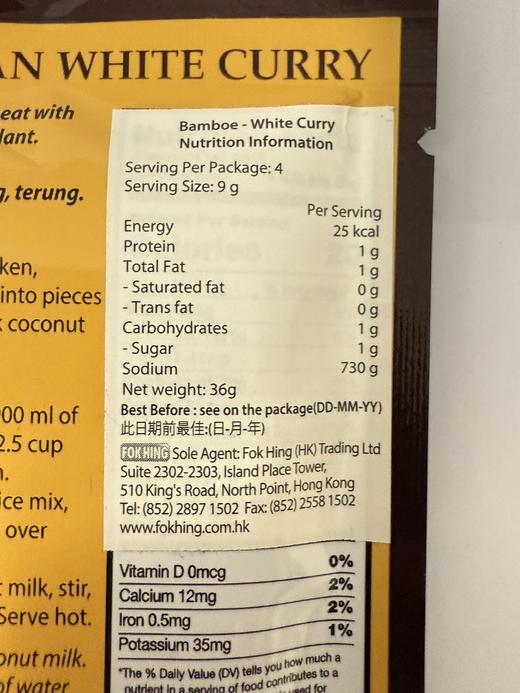 AN WHITE CURRY
eat with
lant.
g, terung.
ken,
into pieces
coconut
00 ml of
2.5 cup
n.
ice mix,
over
milk, stir,
Serve hot.
onut milk.
of water
Bamboe - White Curry
Nutrition Information
Serving Per Package: 4
Serving Size: 9 g
Per Serving
Energy 25 kcal
Protein 1 g
Total Fat 1 g
- Saturated fat 0 g
- Trans fat 0 g
Carbohydrates 1 g
- Sugar 1 g
Sodium 730 g
Net weight: 36g
Best Before : see on the package(DD-MM-YY)
此日期前最佳:(日-月-年)
FOK HING Sole Agent: Fok Hing (HK) Trading Ltd
Suite 2302-2303, Island Place Tower,
510 King's Road, North Point, Hong Kong
Tel: (852) 2897 1502 Fax: (852) 2558 1502
www.fokhing.com.hk
0%
Vitamin D 0mcg 2%
Calcium 12mg 2%
Iron 0.5mg 1%
Potassium 35mg
*The % Daily Value (DV) tells you how much a
nutrient in a serving of food contributes to a
used for